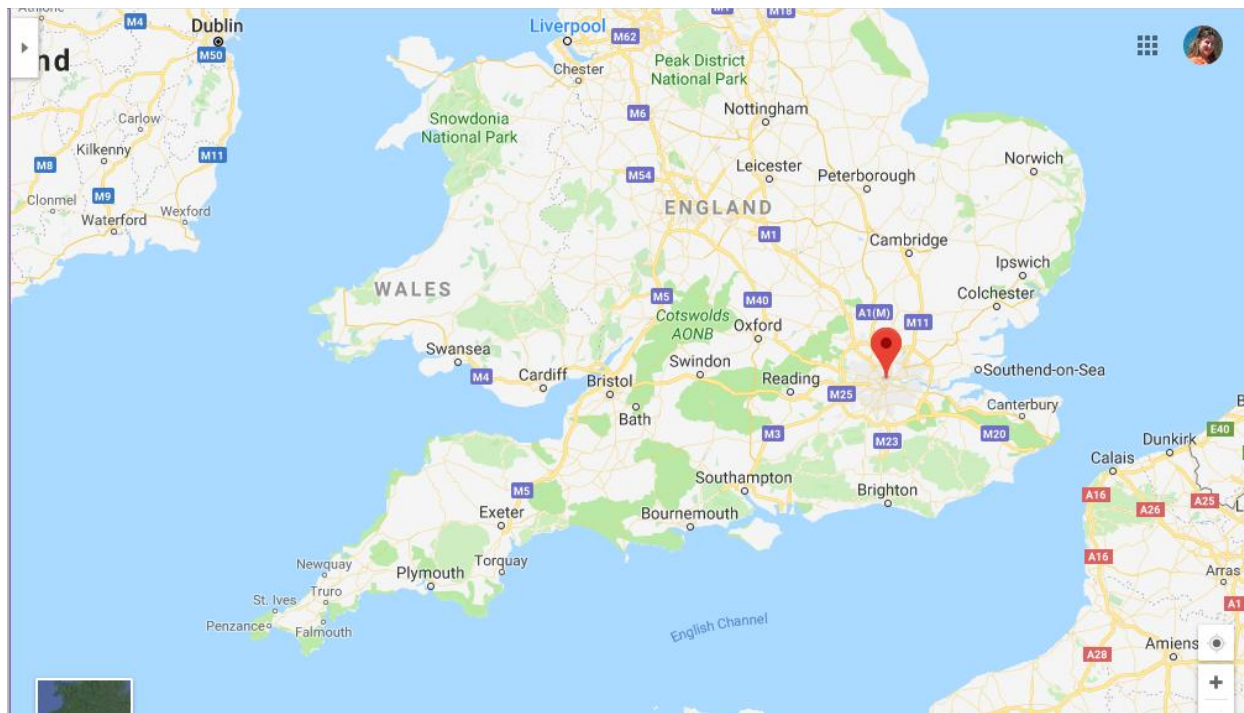 Athlone
M4
Dublin
M50
nd
Liverpool
M62
M1
M18
Chester
Peak District
National Park
Snowdonia
National Park
M6
Nottingham
Carlow
Kilkenny
M8
M11
Clonmel
M9
Waterford
Wexford
M54
Leicester
Peterborough
Norwich
ENGLAND
M1
Cambridge
Ipswich
WALES
M5
M40
Colchester
Cotswolds
AONB
Oxford
A1(M)
M11
Swansea
M4
Cardiff
Bristol
Bath
Swindon
Reading
M25
Southend-on-Sea
Canterbury
M3
M23
M20
E40
Dunkirk
Calais
Southampton
Brighton
M5
Exeter
Bournemouth
A16
A25
A26
Newquay
Torquay
Plymouth
A16
Arras
St. Ives
Truro
Penzance
Falmouth
English Channel
A1
A28
Amiens